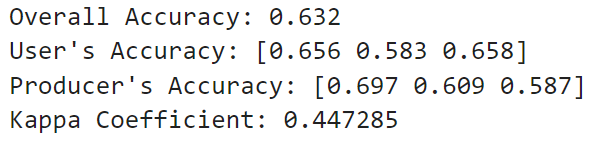 Overall Accuracy: 0.632
User's Accuracy: [0.656 0.583 0.658]
Producer's Accuracy: [0.697 0.609 0.587]
Kappa Coefficient: 0.447285